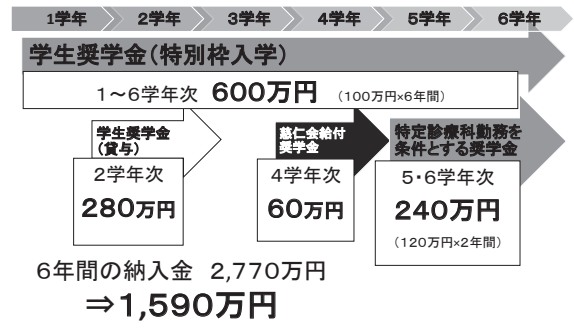 1学年 2学年 3学年 4学年 5学年 6学年
学生奨学金(特別枠入学)
1～6学年次 600万円 (100万円×6年間)
学生奨学金
(貸与)
2学年次
280万円
慈仁会給付
奨学金
4学年次
60万円
特定診療科勤務を
条件とする奨学金
5・6学年次
240万円
(120万円×2年間)
6年間の納入金 2,770万円
⇒1,590万円